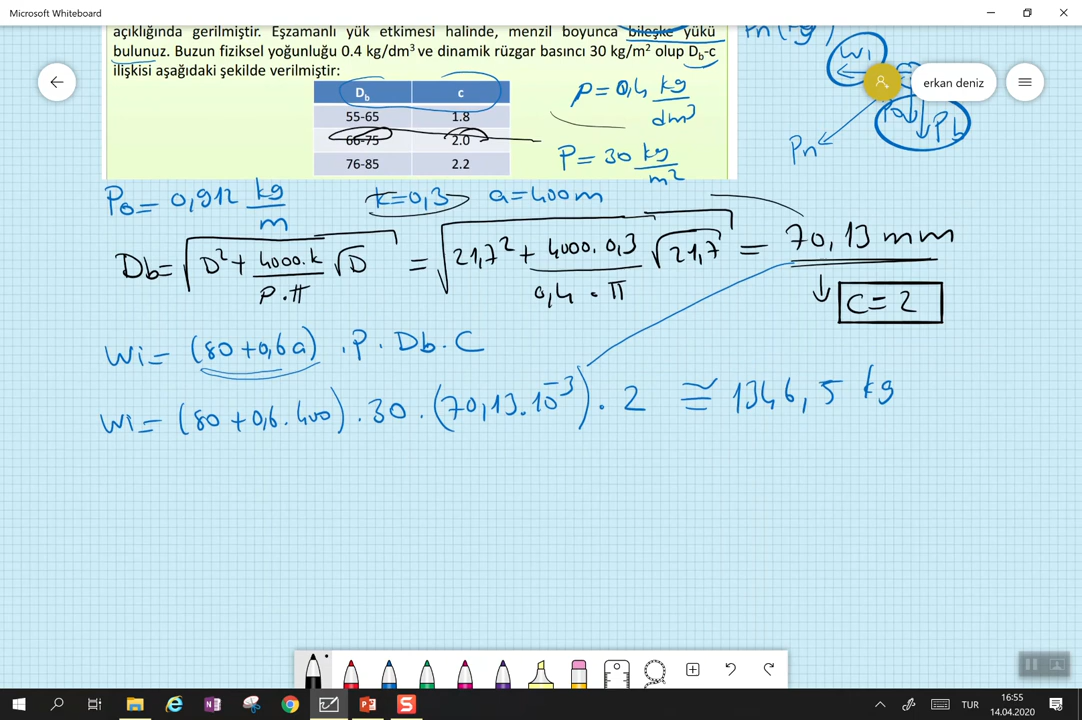 Microsoft Whiteboard
açıklığında gerilmiştir. Eşzamanlı yük etkimesi halinde, menzil boyunca bileşke yükü
bulunuz. Buzun fiziksel yoğunluğu 0.4 kg/dm³ ve dinamik rüzgar basıncı 30 kg/m² olup Db-c
ilişkisi aşağıdaki şekilde verilmiştir:
Db c
55-65 1.8
66-75 2.0
76-85 2.2
ρ = 0,4 kg/dm³
P = 30 kg/m²
Wi
Pb
Pn
erkan deniz
Po = 0,912 kg/m k=0,3 a=400m
Db = √(D² + 4000.k/ρ.π √D) = √(21,7² + 4000.0,3/0,4.π √21,7) = 70,13 mm
↓ c = 2
Wi = (80+0,6a) .P. Db. C
Wi = (80+0,6.400).30.(70,13.10⁻³).2 ≅ 1346,5 kg
TUR
16:55
14.04.2020